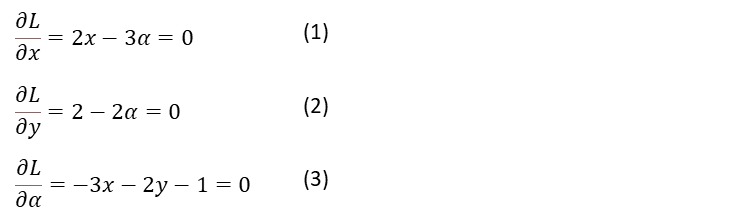 ∂L/∂x = 2x − 3α = 0 (1)
∂L/∂y = 2 − 2α = 0 (2)
∂L/∂α = −3x − 2y − 1 = 0 (3)